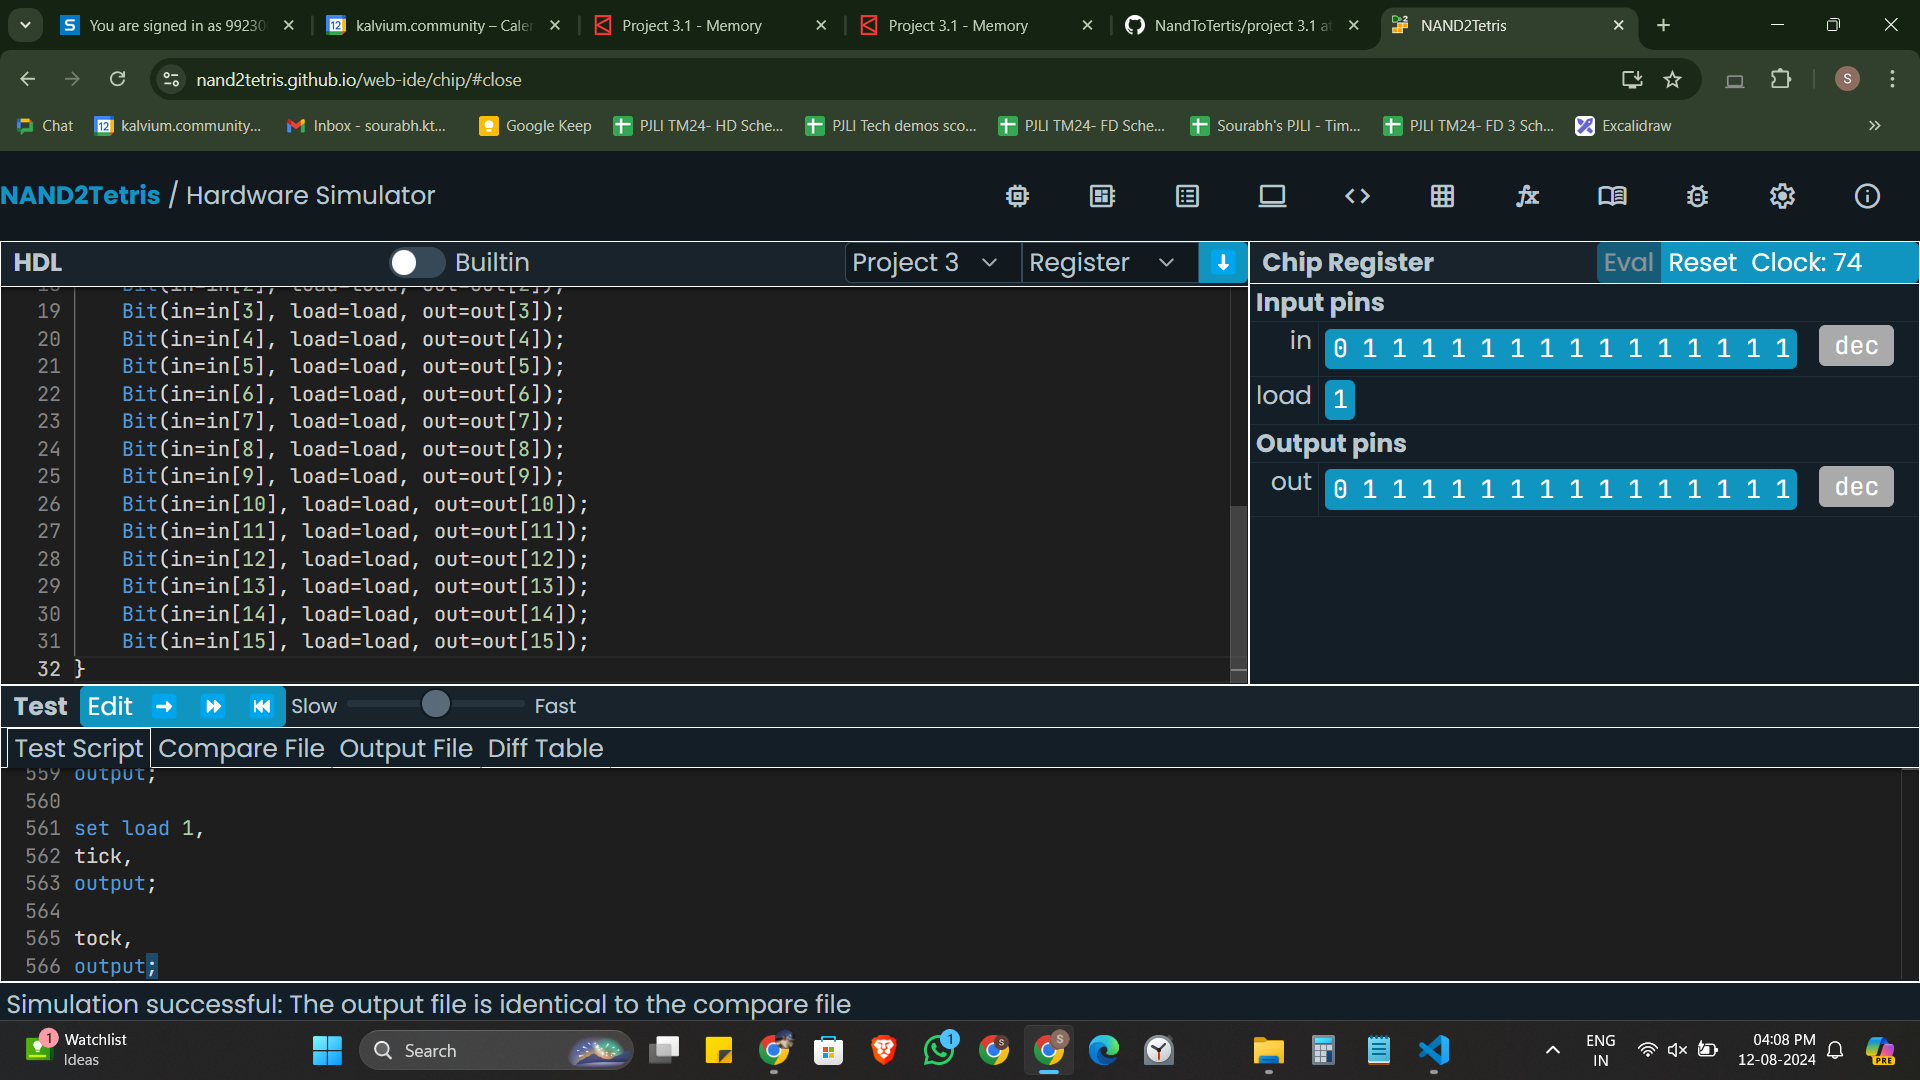 You are signed in as 99230
kalvium.community – Caler
Project 3.1 - Memory
Project 3.1 - Memory
NandToTertis/project 3.1 at
NAND2Tetris
nand2tetris.github.io/web-ide/chip/#close
S
Chat
kalvium.community...
Inbox - sourabh.kt...
Google Keep
PJLI TM24- HD Sche...
PJLI Tech demos sco...
PJLI TM24- FD Sche...
Sourabh's PJLI - Tim...
PJLI TM24- FD 3 Sch...
Excalidraw
NAND2Tetris / Hardware Simulator
HDL
Builtin
Project 3
Register
Chip Register
Eval Reset Clock: 74
18 Bit(in=in[2], load=load, out=out[2]);
19 Bit(in=in[3], load=load, out=out[3]);
20 Bit(in=in[4], load=load, out=out[4]);
21 Bit(in=in[5], load=load, out=out[5]);
22 Bit(in=in[6], load=load, out=out[6]);
23 Bit(in=in[7], load=load, out=out[7]);
24 Bit(in=in[8], load=load, out=out[8]);
25 Bit(in=in[9], load=load, out=out[9]);
26 Bit(in=in[10], load=load, out=out[10]);
27 Bit(in=in[11], load=load, out=out[11]);
28 Bit(in=in[12], load=load, out=out[12]);
29 Bit(in=in[13], load=load, out=out[13]);
30 Bit(in=in[14], load=load, out=out[14]);
31 Bit(in=in[15], load=load, out=out[15]);
32 }
Input pins
in 0 1 1 1 1 1 1 1 1 1 1 1 1 1 1 1 dec
load 1
Output pins
out 0 1 1 1 1 1 1 1 1 1 1 1 1 1 1 1 dec
Test Edit Slow Fast
Test Script Compare File Output File Diff Table
559 output;
560
561 set load 1,
562 tick,
563 output;
564
565 tock,
566 output;
Simulation successful: The output file is identical to the compare file
1
Watchlist
Ideas
Search
1
ENG
IN
04:08 PM
12-08-2024
PRE